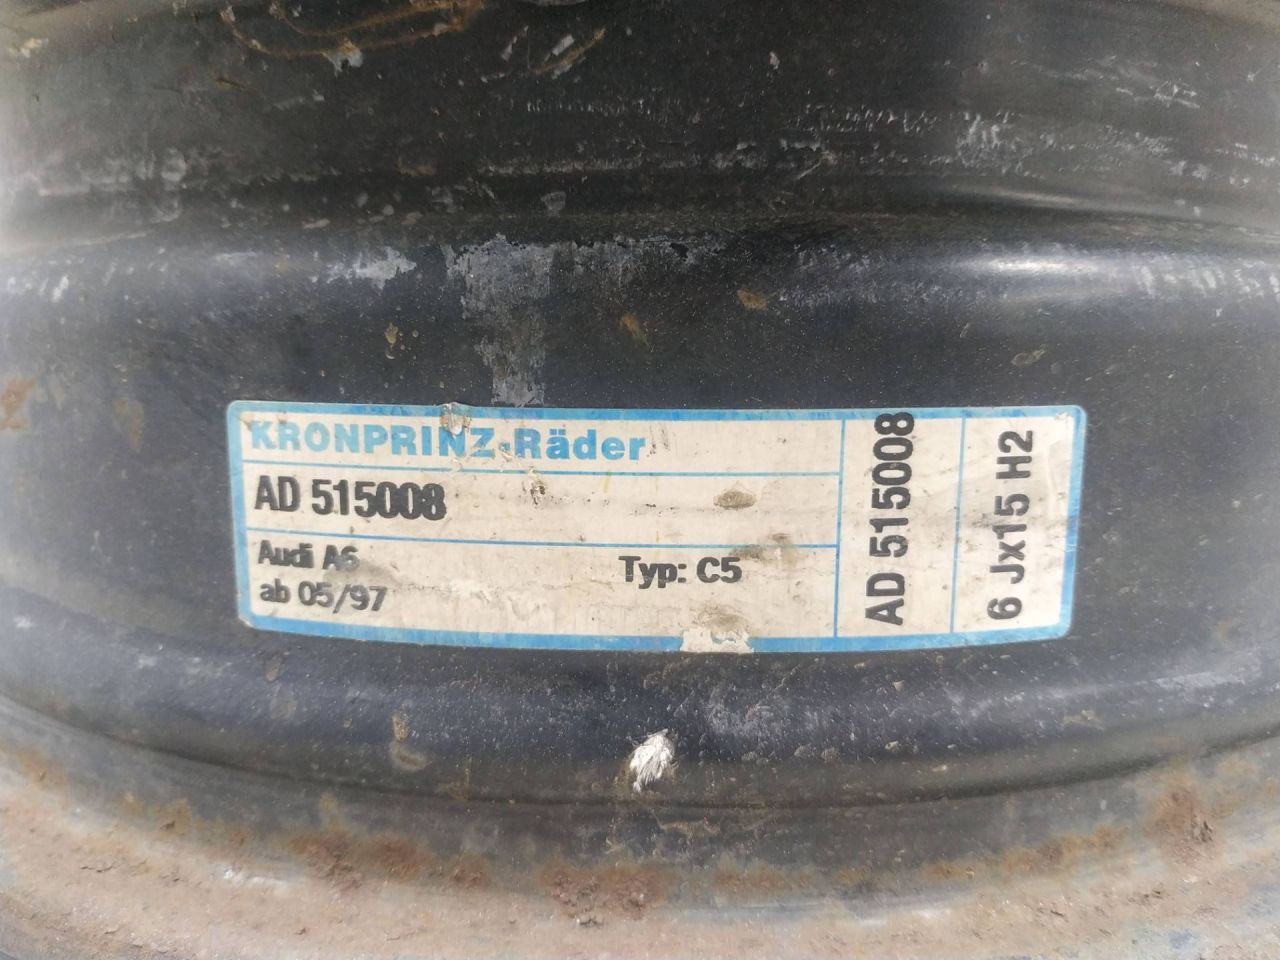 KRONPRINZ-Räder
AD 515008
Audi A6
ab 05/97
Typ: C5
AD 515008
6 Jx15 H2